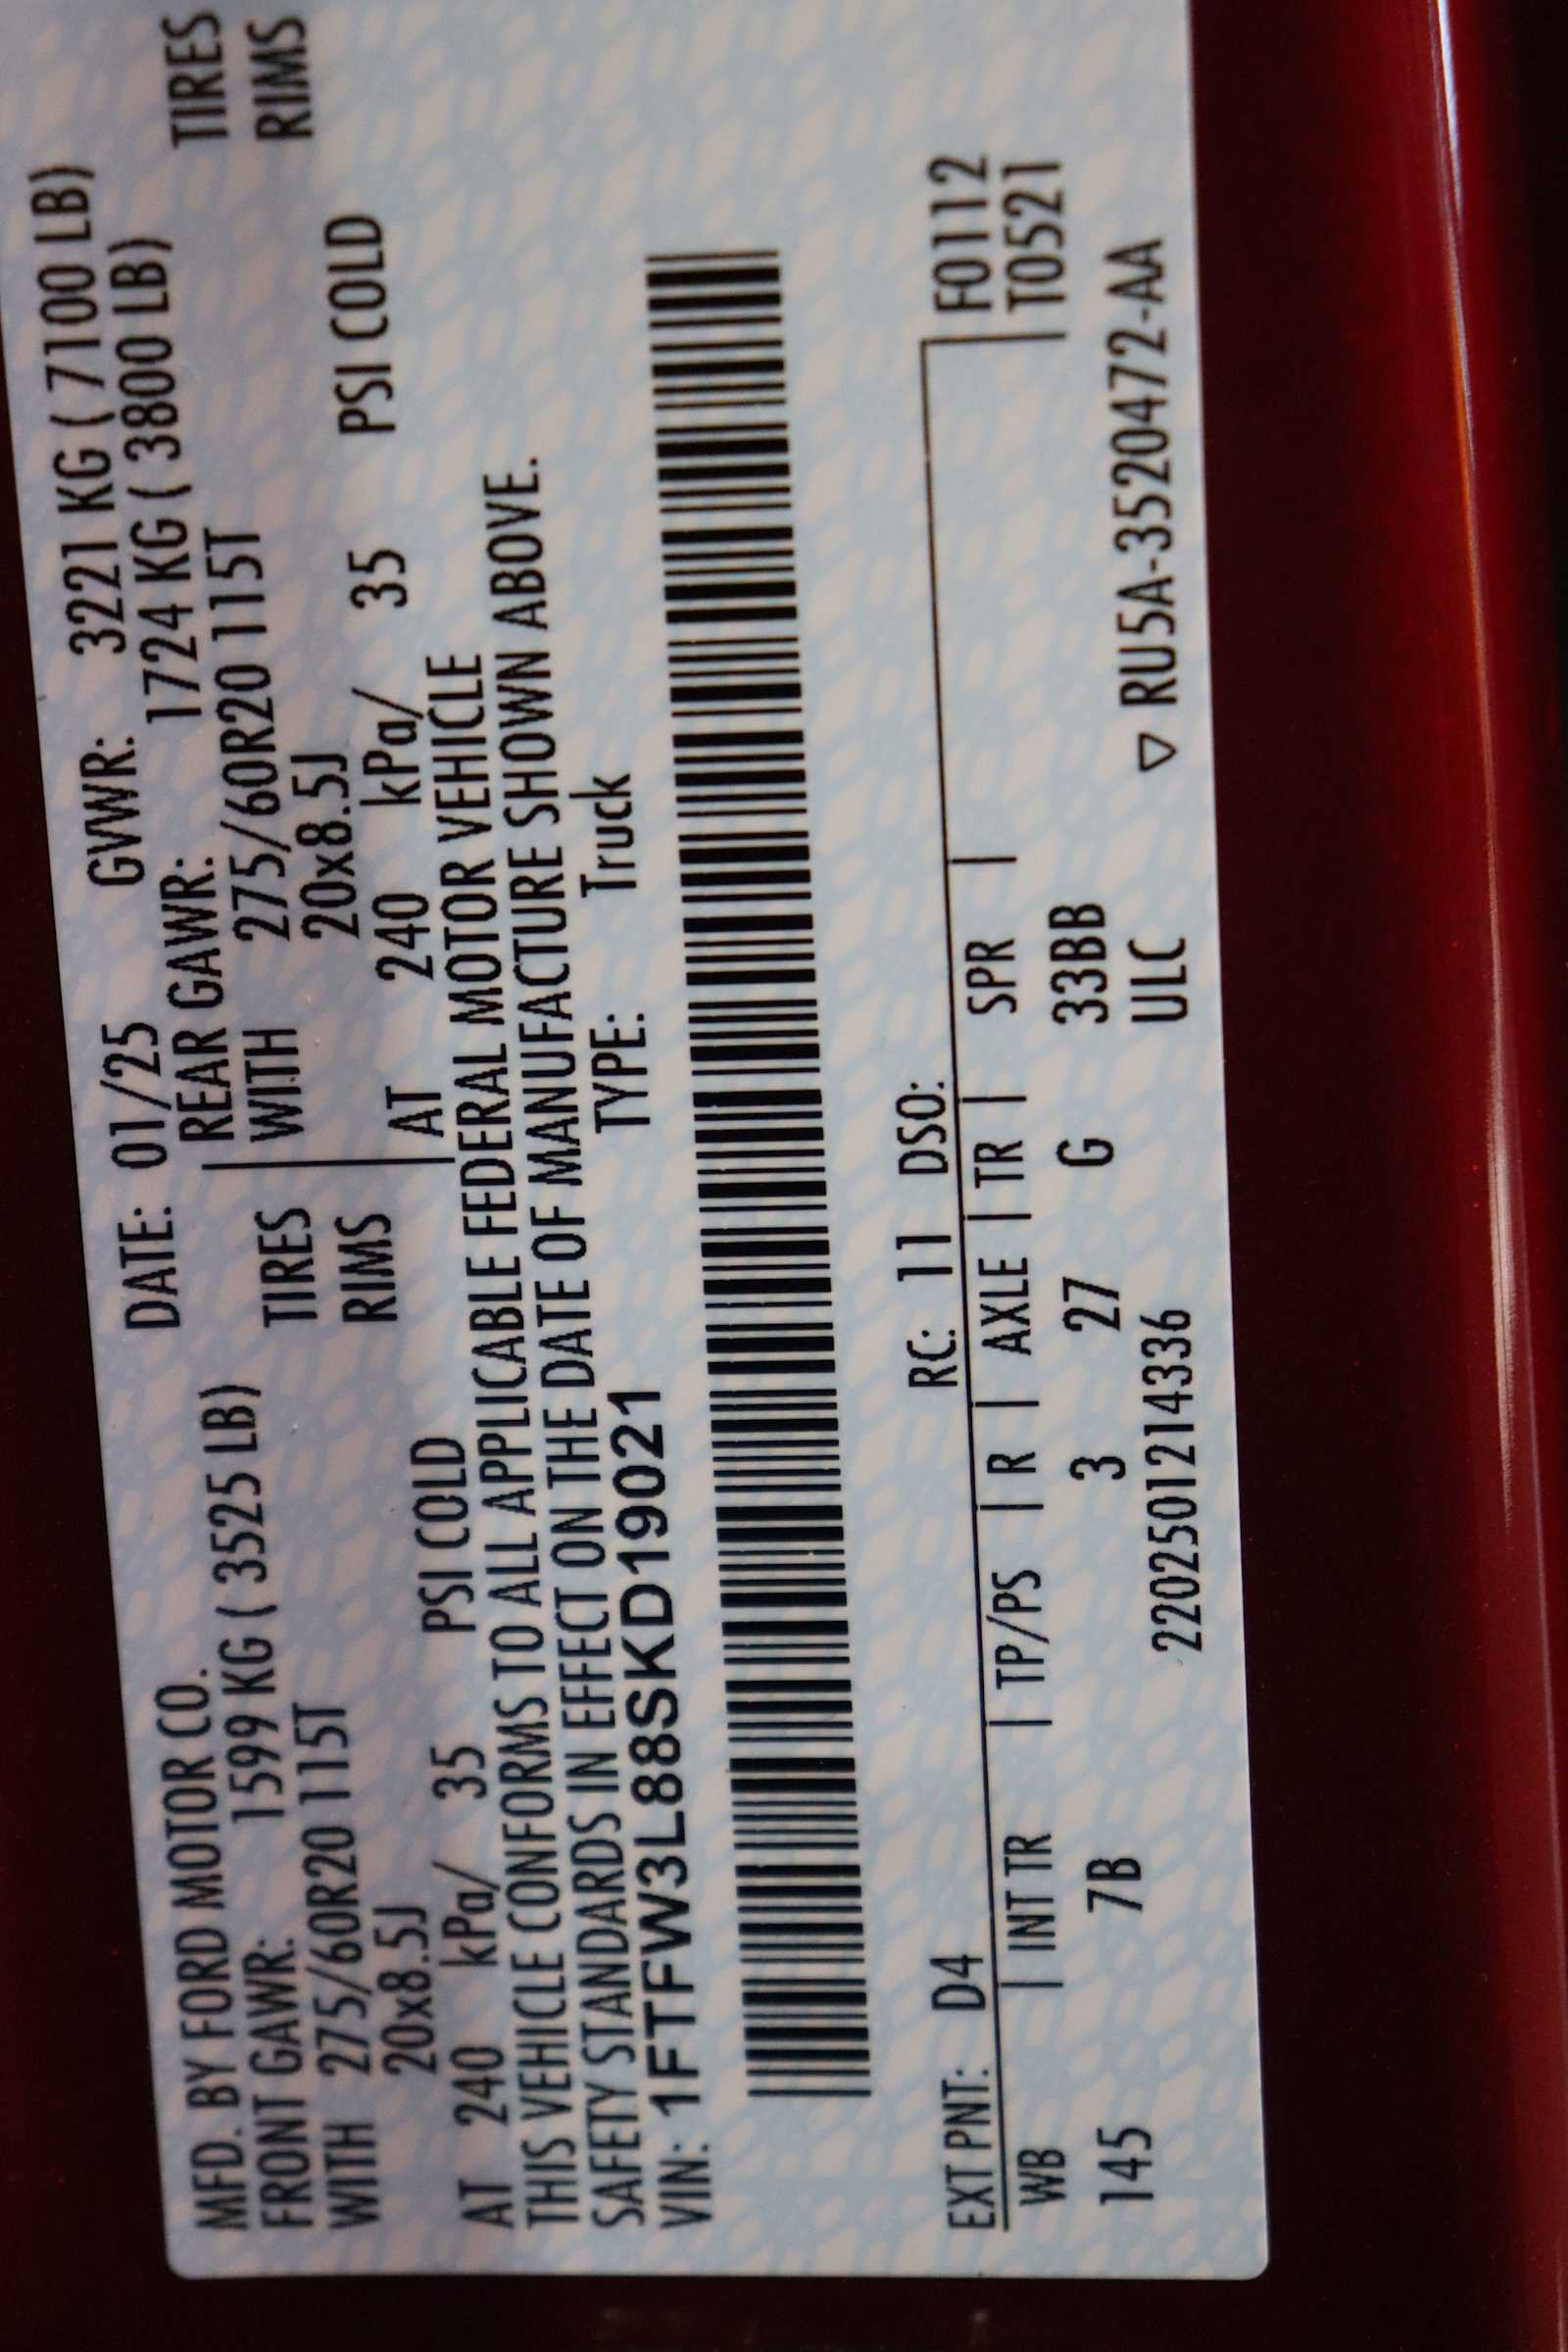 MFD. BY FORD MOTOR CO. DATE: 01/25 GVWR: 3221 KG ( 7100 LB)
FRONT GAWR: 1599 KG ( 3525 LB) REAR GAWR: 1724 KG ( 3800 LB)
WITH 275/60R20 115T TIRES WITH 275/60R20 115T TIRES
20x8.5J RIMS 20x8.5J RIMS
AT 240 kPa/ 35 PSI COLD AT 240 kPa/ 35 PSI COLD
THIS VEHICLE CONFORMS TO ALL APPLICABLE FEDERAL MOTOR VEHICLE
SAFETY STANDARDS IN EFFECT ON THE DATE OF MANUFACTURE SHOWN ABOVE.
VIN: 1FTFW3L88SKD19021 TYPE: Truck
EXT PNT: D4 RC: 11 DSO: F0112
WB | INT TR | TP/PS | R | AXLE | TR | SPR | | T0521
145 7B 3 27 G 33BB
220250121214336 ULC ▽ RU5A-3520472-AA